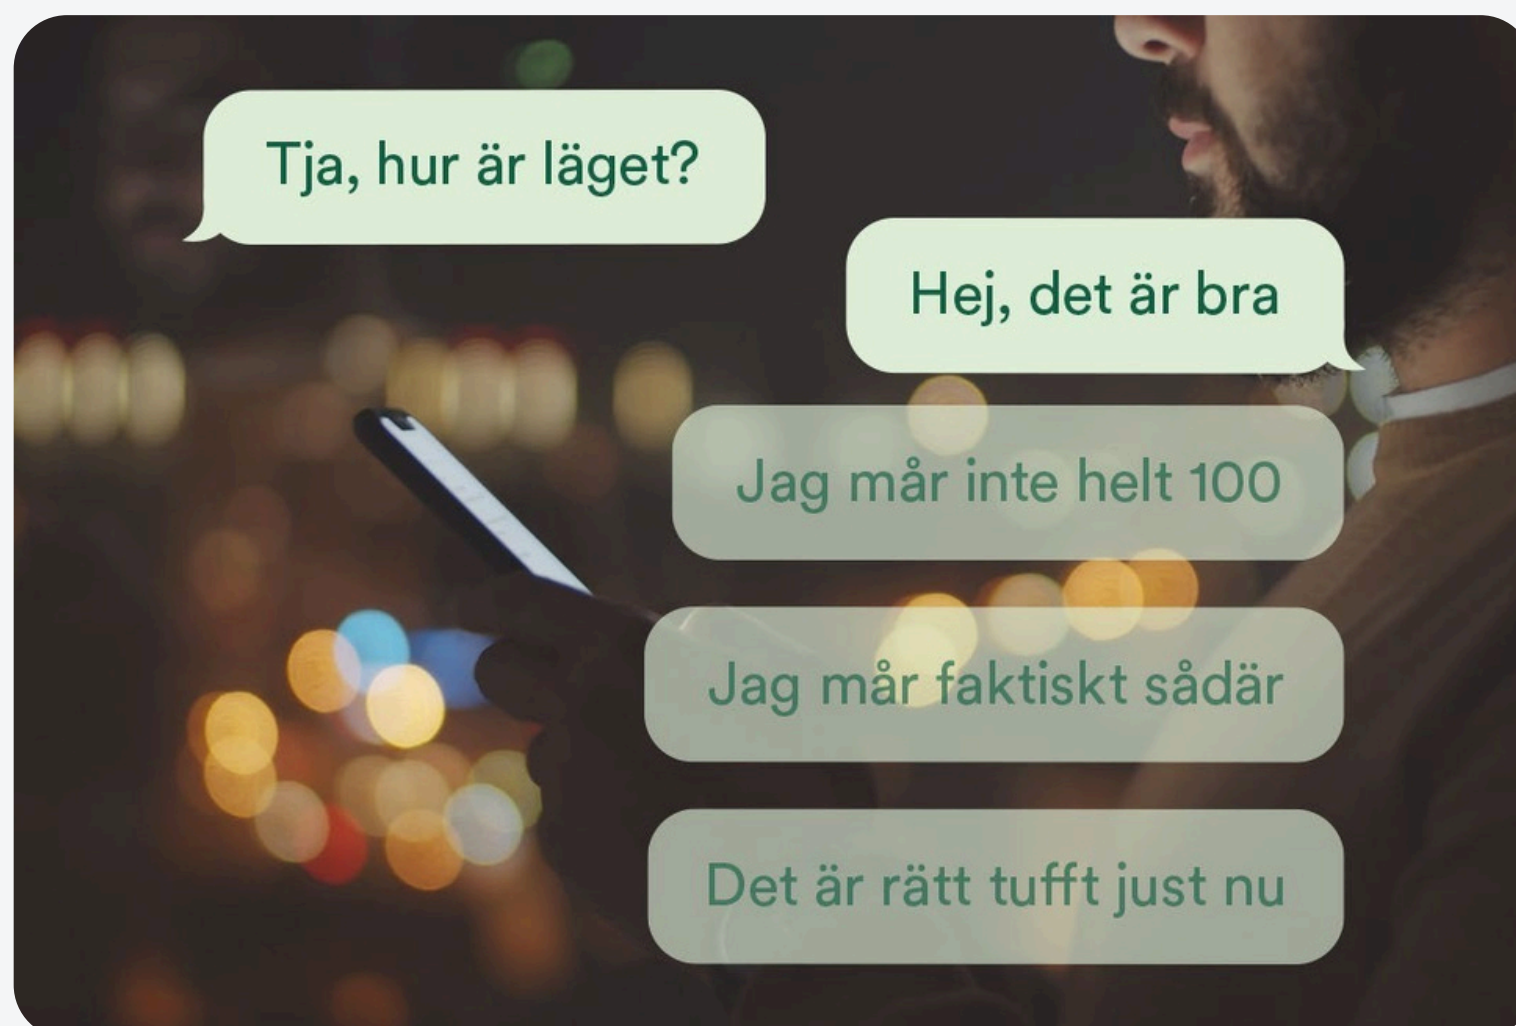 Tja, hur är läget?
Hej, det är bra
Jag mår inte helt 100
Jag mår faktiskt sådär
Det är rätt tufft just nu